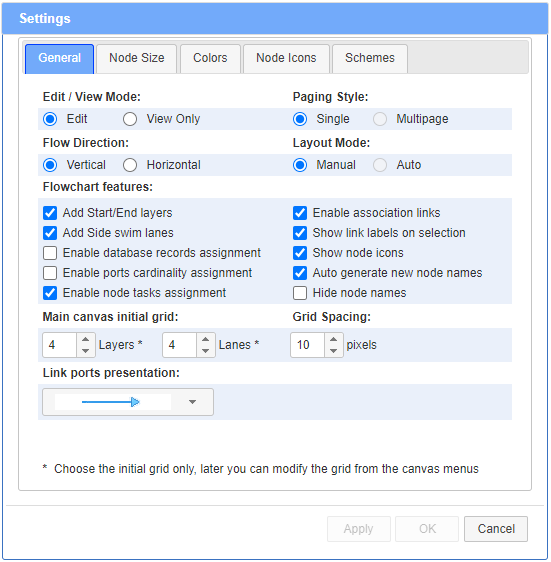 Settings
General Node Size Colors Node Icons Schemes
Edit / View Mode: Paging Style:
Edit View Only Single Multipage
Flow Direction: Layout Mode:
Vertical Horizontal Manual Auto
Flowchart features:
Add Start/End layers Enable association links
Add Side swim lanes Show link labels on selection
Enable database records assignment Show node icons
Enable ports cardinality assignment Auto generate new node names
Enable node tasks assignment Hide node names
Main canvas initial grid: Grid Spacing:
4 Layers * 4 Lanes * 10 pixels
Link ports presentation:
* Choose the initial grid only, later you can modify the grid from the canvas menus
Apply OK Cancel